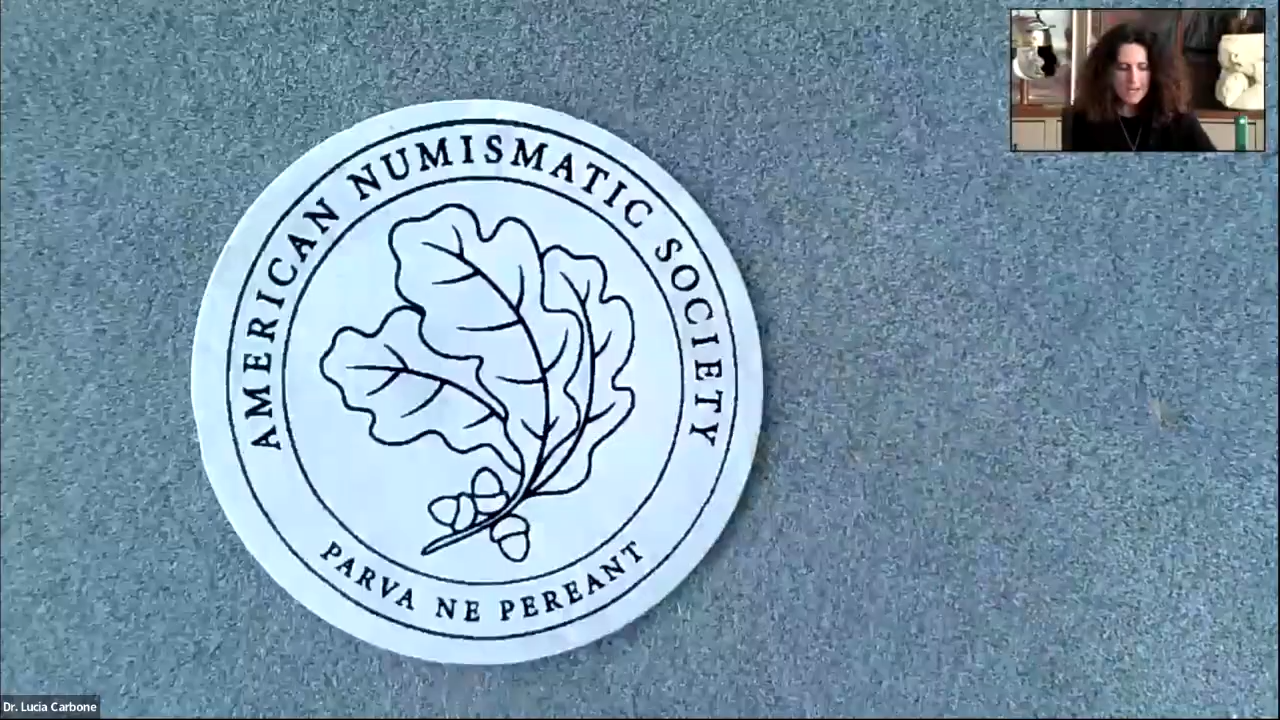 AMERICAN NUMISMATIC SOCIETY
PARVA NE PEREANT
Dr. Lucia Carbone